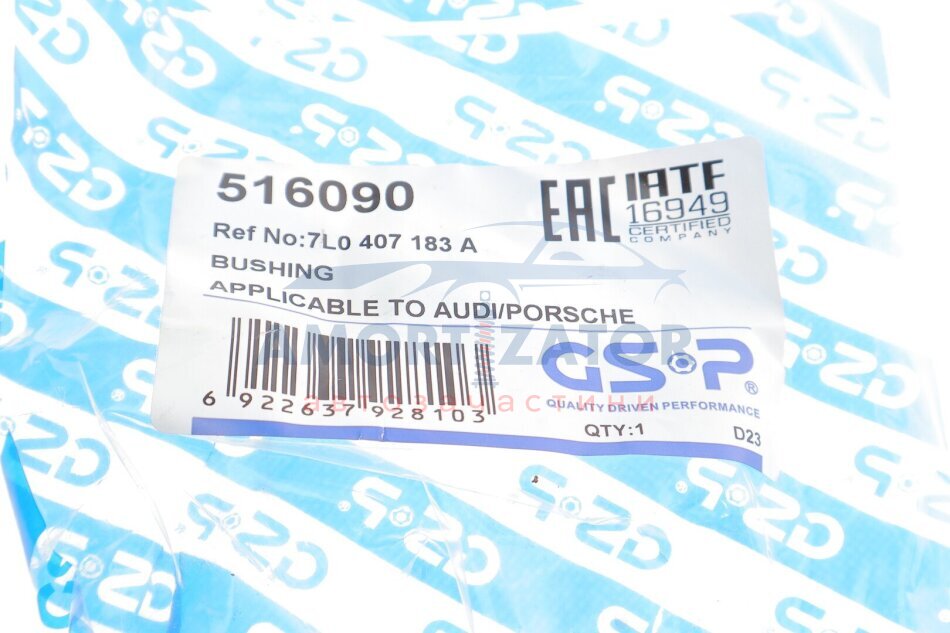 516090
EAC
IATF
16949
CERTIFIED
COMPANY
Ref No:7L0 407 183 A
BUSHING
APPLICABLE TO AUDI/PORSCHE
AMORTIZATOR
автозапчастини
6 922637 928103
GSP®
QUALITY DRIVEN PERFORMANCE
QTY:1
D23